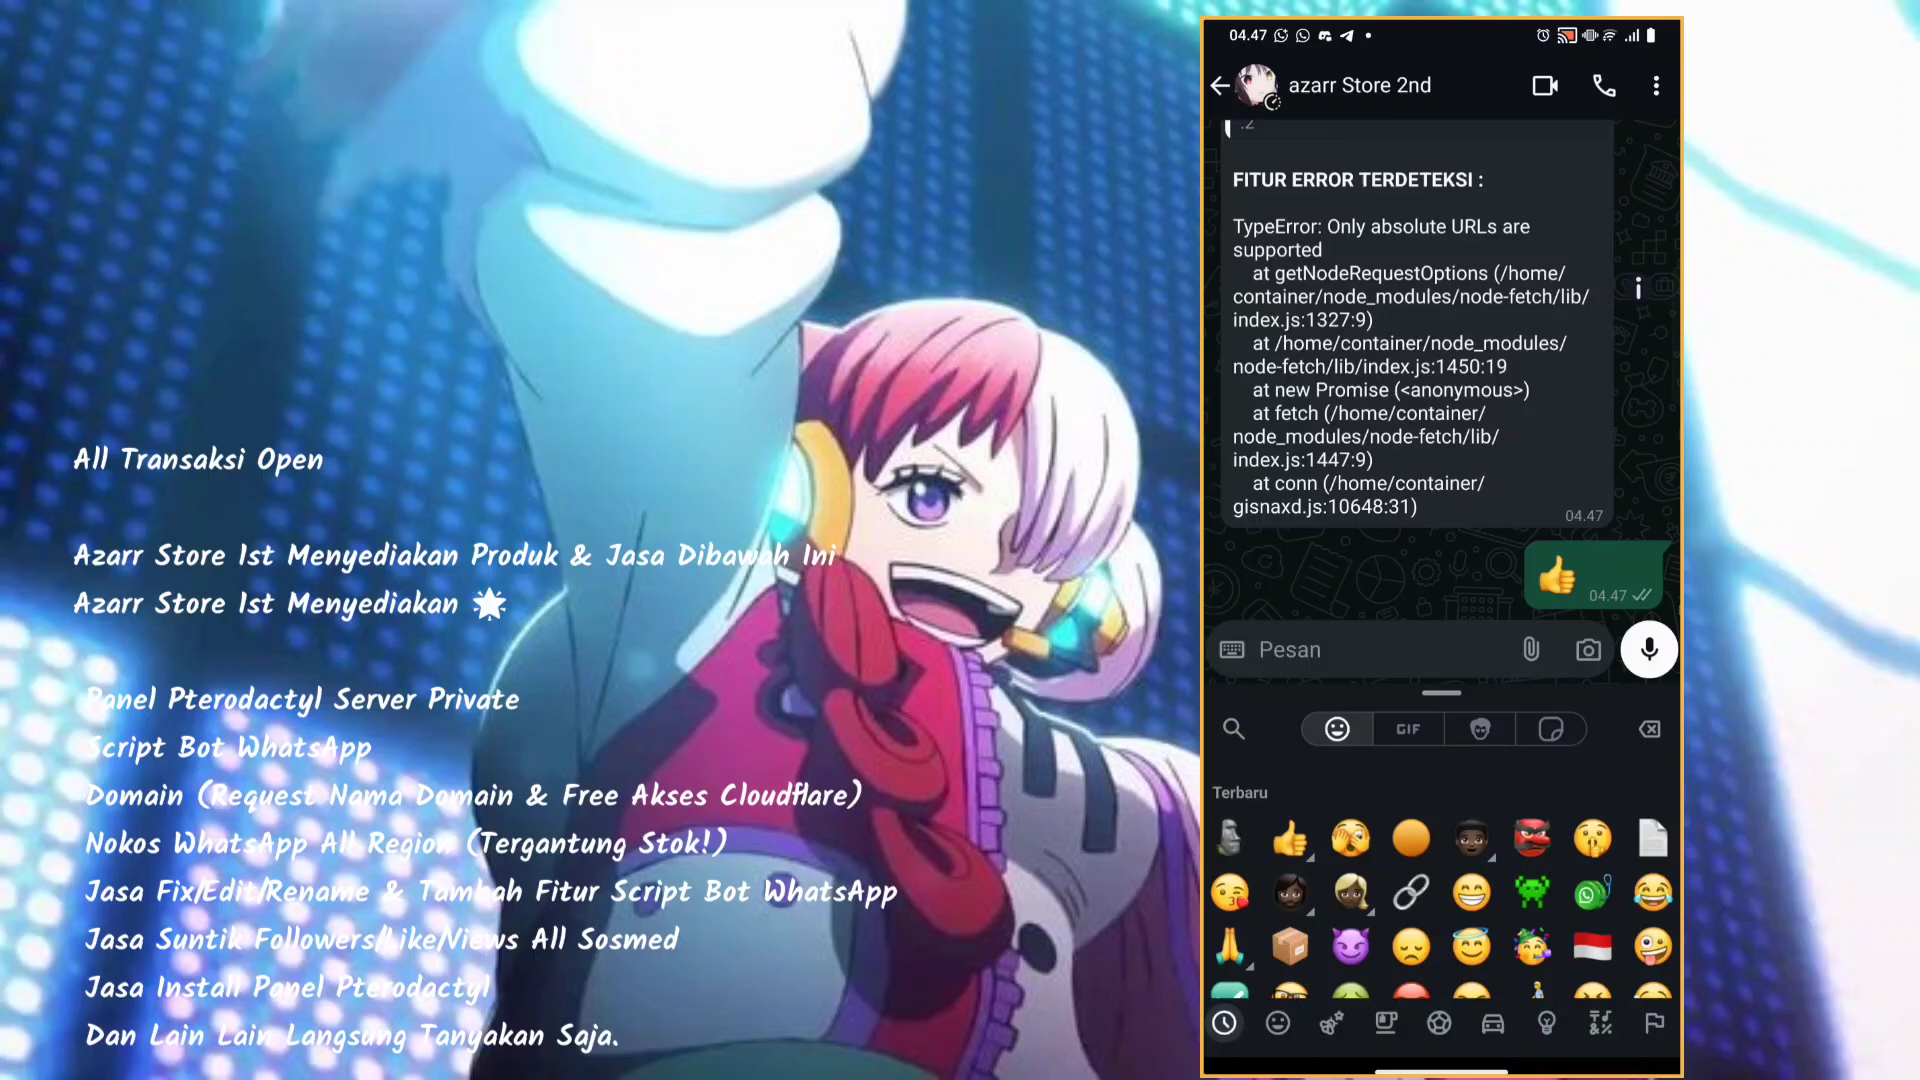 All Transaksi Open
Azarr Store 1st Menyediakan Produk & Jasa Dibawah Ini
Azarr Store 1st Menyediakan 🌟
Panel Pterodactyl Server Private
Script Bot WhatsApp
Domain (Request Nama Domain & Free Akses Cloudflare)
Nokos WhatsApp All Region (Tergantung Stok!)
Jasa Fix/Edit/Rename & Tambah Fitur Script Bot WhatsApp
Jasa Suntik Followers/Like/Views All Sosmed
Jasa Install Panel Pterodactyl
Dan Lain Lain Langsung Tanyakan Saja.
04.47
azarr Store 2nd
.2
FITUR ERROR TERDETEKSI :
TypeError: Only absolute URLs are
supported
at getNodeRequestOptions (/home/
container/node_modules/node-fetch/lib/
index.js:1327:9)
at /home/container/node_modules/
node-fetch/lib/index.js:1450:19
at new Promise (<anonymous>)
at fetch (/home/container/
node_modules/node-fetch/lib/
index.js:1447:9)
at conn (/home/container/
gisnaxd.js:10648:31)
04.47
👍 04.47
Pesan
GIF
Terbaru